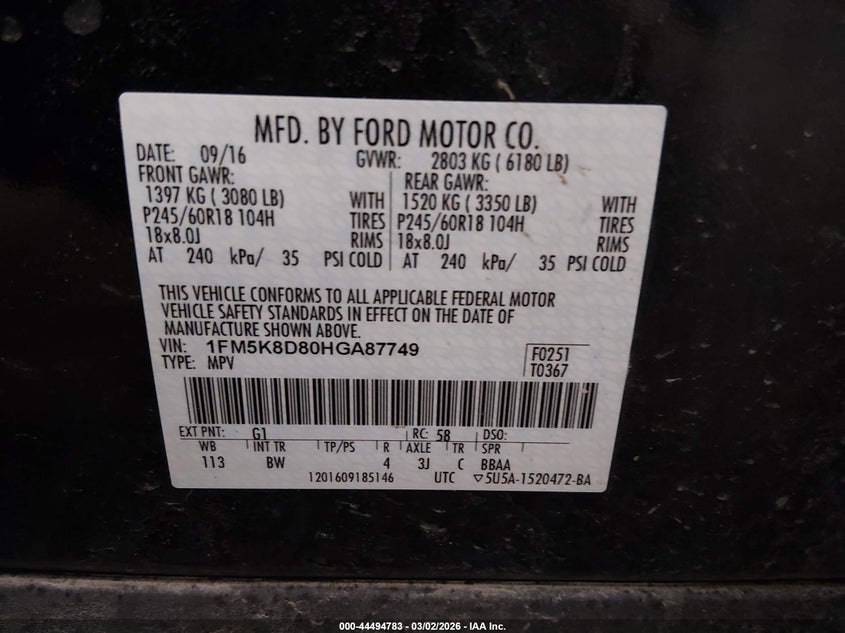 MFD. BY FORD MOTOR CO.
DATE: 09/16 GVWR: 2803 KG ( 6180 LB)
FRONT GAWR: REAR GAWR:
1397 KG ( 3080 LB) WITH 1520 KG ( 3350 LB) WITH
P245/60R18 104H TIRES P245/60R18 104H TIRES
18x8.0J RIMS 18x8.0J RIMS
AT 240 kPa/ 35 PSI COLD AT 240 kPa/ 35 PSI COLD
THIS VEHICLE CONFORMS TO ALL APPLICABLE FEDERAL MOTOR
VEHICLE SAFETY STANDARDS IN EFFECT ON THE DATE OF
MANUFACTURE SHOWN ABOVE.
VIN: 1FM5K8D80HGA87749 F0251
TYPE: MPV T0367
EXT PNT: G1 RC: 58 DSO:
WB INT TR TP/PS R AXLE TR SPR
113 BW 4 3J C BBAA
1201609185146 UTC ▽5U5A-1520472-BA
000-44494783 - 03/02/2026 - IAA Inc.